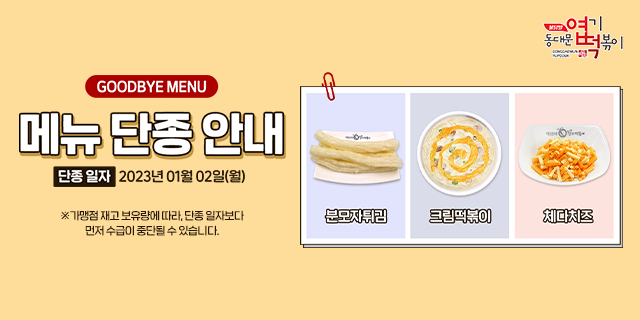 동대문 엽기떡볶이
DONGDAEMUN
YUPDDUK
GOODBYE MENU
메뉴 단종 안내
단종 일자 2023년 01월 02일(월)
※가맹점 재고 보유량에 따라, 단종 일자보다
먼저 수급이 중단될 수 있습니다.
분모자튀김
크림떡볶이
체다치즈